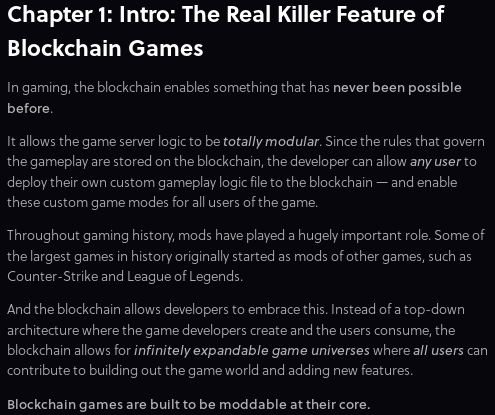 Chapter 1: Intro: The Real Killer Feature of
Blockchain Games
In gaming, the blockchain enables something that has never been possible
before.
It allows the game server logic to be totally modular. Since the rules that govern
the gameplay are stored on the blockchain, the developer can allow any user to
deploy their own custom gameplay logic file to the blockchain — and enable
these custom game modes for all users of the game.
Throughout gaming history, mods have played a hugely important role. Some of
the largest games in history originally started as mods of other games, such as
Counter-Strike and League of Legends.
And the blockchain allows developers to embrace this. Instead of a top-down
architecture where the game developers create and the users consume, the
blockchain allows for infinitely expandable game universes where all users can
contribute to building out the game world and adding new features.
Blockchain games are built to be moddable at their core.